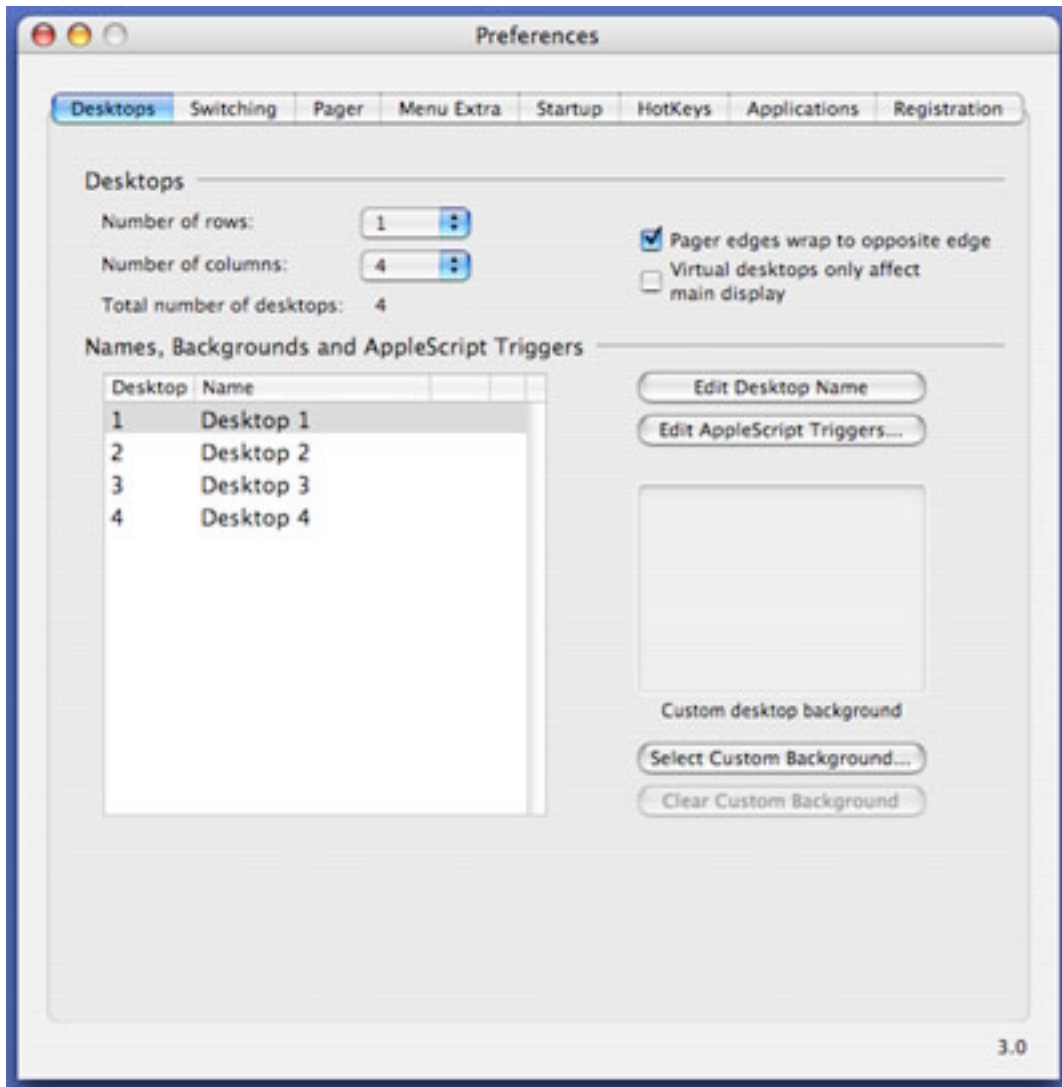 Preferences
Desktops Switching Pager Menu Extra Startup HotKeys Applications Registration
Desktops
Number of rows: 1
Number of columns: 4
Total number of desktops: 4
Pager edges wrap to opposite edge
Virtual desktops only affect
main display
Names, Backgrounds and AppleScript Triggers
Desktop Name
1 Desktop 1
2 Desktop 2
3 Desktop 3
4 Desktop 4
Edit Desktop Name
Edit AppleScript Triggers...
Custom desktop background
Select Custom Background...
Clear Custom Background
3.0